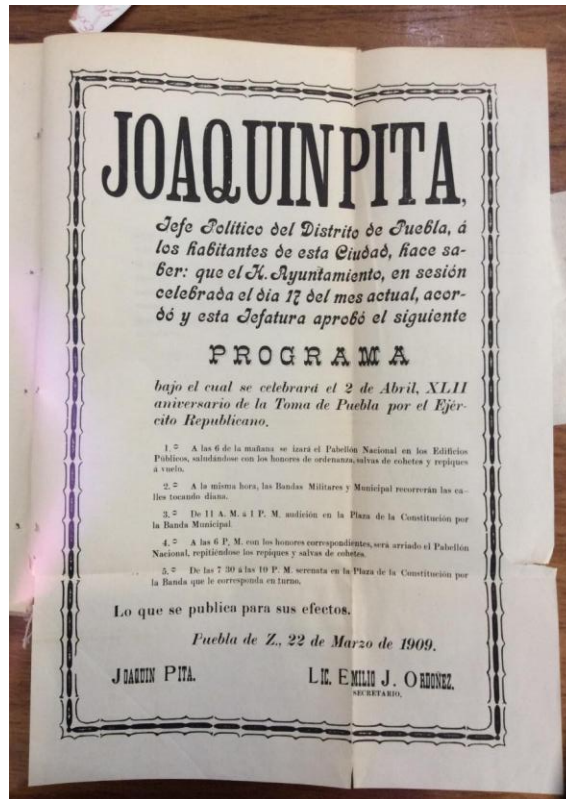 JOAQUIN PITA,
Jefe Político del Distrito de Puebla, á
los habitantes de esta Ciudad, hace sa-
ber: que el H. Ayuntamiento, en sesión
celebrada el dia 17 del mes actual, acor-
dó y esta Jefatura aprobó el siguiente
PROGRAMA
bajo el cual se celebrará el 2 de Abril, XLII
aniversario de la Toma de Puebla por el Ejér-
cito Republicano.
1.º A las 6 de la mañana se izará el Pabellón Nacional en los Edificios
Públicos, saludándose con los honores de ordenanza, salvas de cohetes y repiques
á vuelo.
2.º A la misma hora, las Bandas Militares y Municipal recorrerán las ca-
lles tocando diana.
3.º De 11 A. M. á 1 P. M. audición en la Plaza de la Constitución por
la Banda Municipal.
4.º A las 6 P. M. con los honores correspondientes, será arriado el Pabellón
Nacional, repitiéndose los repiques y salvas de cohetes.
5.º De las 7 30 á las 10 P. M. serenata en la Plaza de la Constitución por
la Banda que le corresponda en turno.
Lo que se publica para sus efectos.
Puebla de Z., 22 de Marzo de 1909.
JOAQUIN PITA. LIC. EMILIO J. ORDOÑEZ.
SECRETARIO.